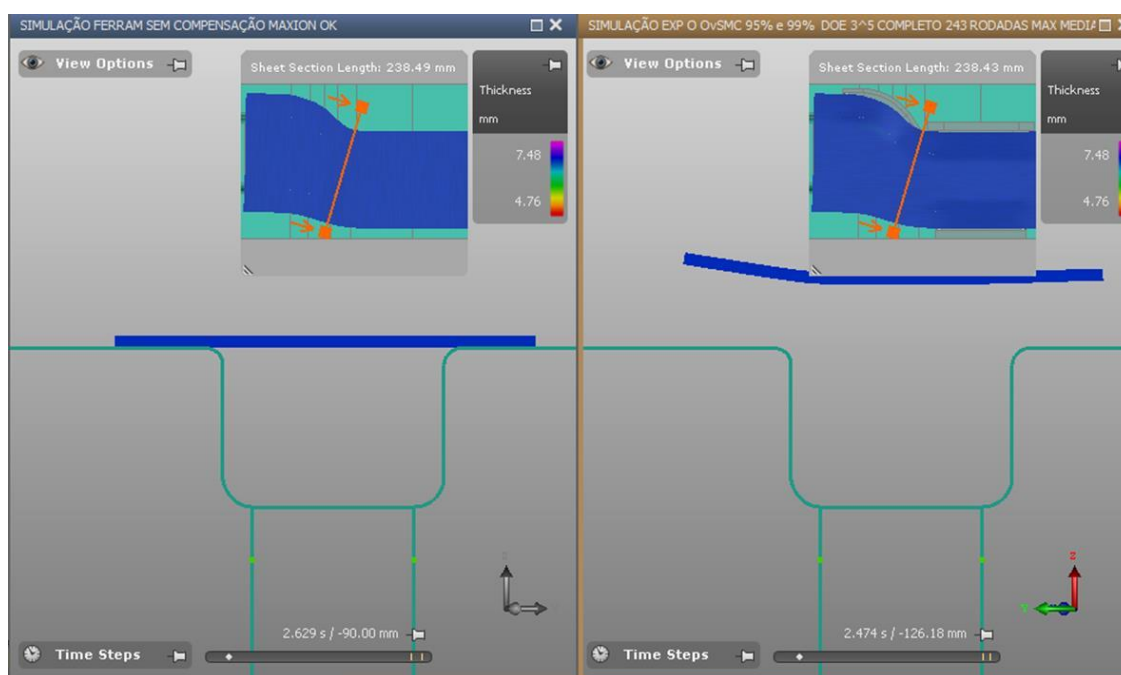 SIMULAÇÃO FERRAM SEM COMPENSAÇÃO MAXION OK
View Options
Sheet Section Length: 238.49 mm
Thickness
mm
7.48
4.76
2.629 s / -90.00 mm
Time Steps
SIMULAÇÃO EXP O OvSMC 95% e 99% DOE 3^5 COMPLETO 243 RODADAS MAX MEDIA
View Options
Sheet Section Length: 238.43 mm
Thickness
mm
7.48
4.76
z
2.474 s / -126.18 mm
Time Steps